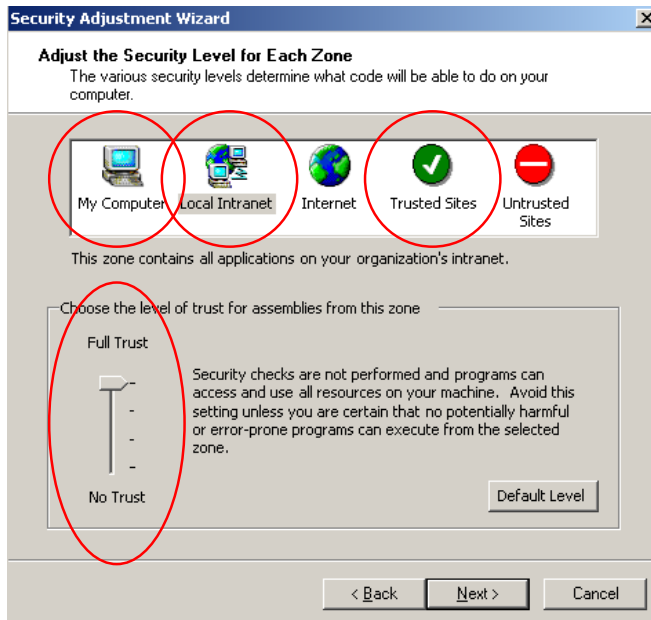 Security Adjustment Wizard
Adjust the Security Level for Each Zone
The various security levels determine what code will be able to do on your
computer.
My Computer Local Intranet Internet Trusted Sites Untrusted
Sites
This zone contains all applications on your organization's intranet.
Choose the level of trust for assemblies from this zone
Full Trust
Security checks are not performed and programs can
access and use all resources on your machine. Avoid this
setting unless you are certain that no potentially harmful
or error-prone programs can execute from the selected
zone.
No Trust
Default Level
< Back Next > Cancel